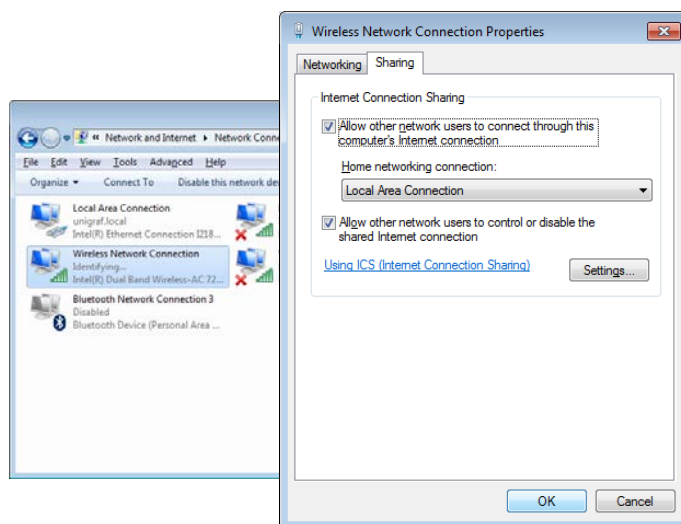 Wireless Network Connection Properties
Networking
Sharing
Internet Connection Sharing
Allow other network users to connect through this
computer's Internet connection
Home networking connection:
Local Area Connection
Allow other network users to control or disable the
shared Internet connection
Using ICS (Internet Connection Sharing)
Settings...
OK
Cancel
« Network and Internet ▸ Network Conne
File Edit View Tools Advanced Help
Organize Connect To Disable this network de
Local Area Connection
unigraf.local
Intel(R) Ethernet Connection I218...
Wireless Network Connection
Identifying...
Intel(R) Dual Band Wireless-AC 72...
Bluetooth Network Connection 3
Disabled
Bluetooth Device (Personal Area ...